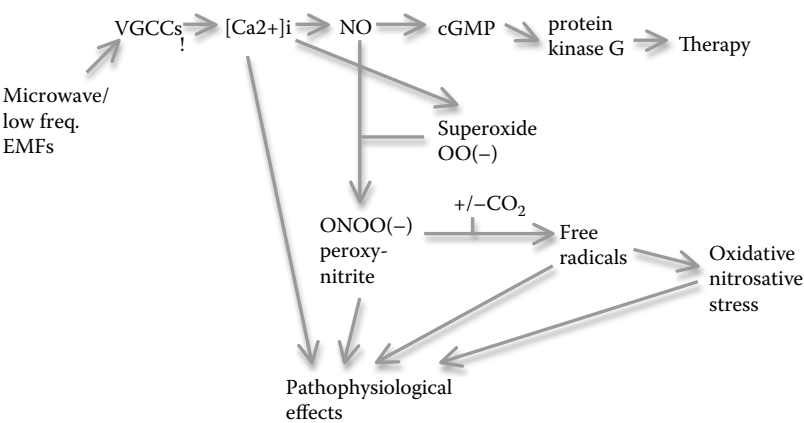 VGCCs
!
[Ca2+]i
NO
cGMP
protein
kinase G
Therapy
Microwave/
low freq.
EMFs
Superoxide
OO(–)
+/–CO2
ONOO(–)
peroxy-
nitrite
Free
radicals
Oxidative
nitrosative
stress
Pathophysiological
effects